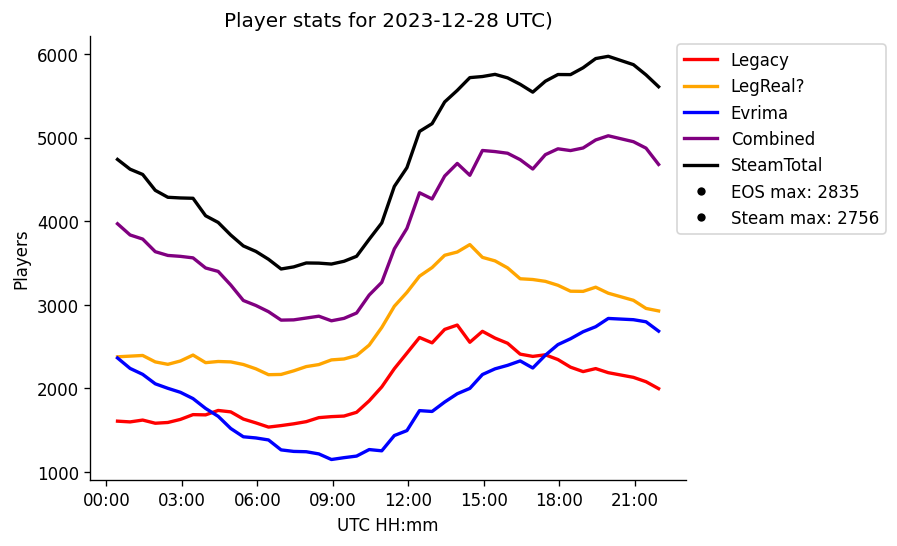 Player stats for 2023-12-28 UTC)
6000
5000
4000
3000
2000
1000
Players
00:00 03:00 06:00 09:00 12:00 15:00 18:00 21:00
UTC HH:mm
Legacy
LegReal?
Evrima
Combined
SteamTotal
EOS max: 2835
Steam max: 2756